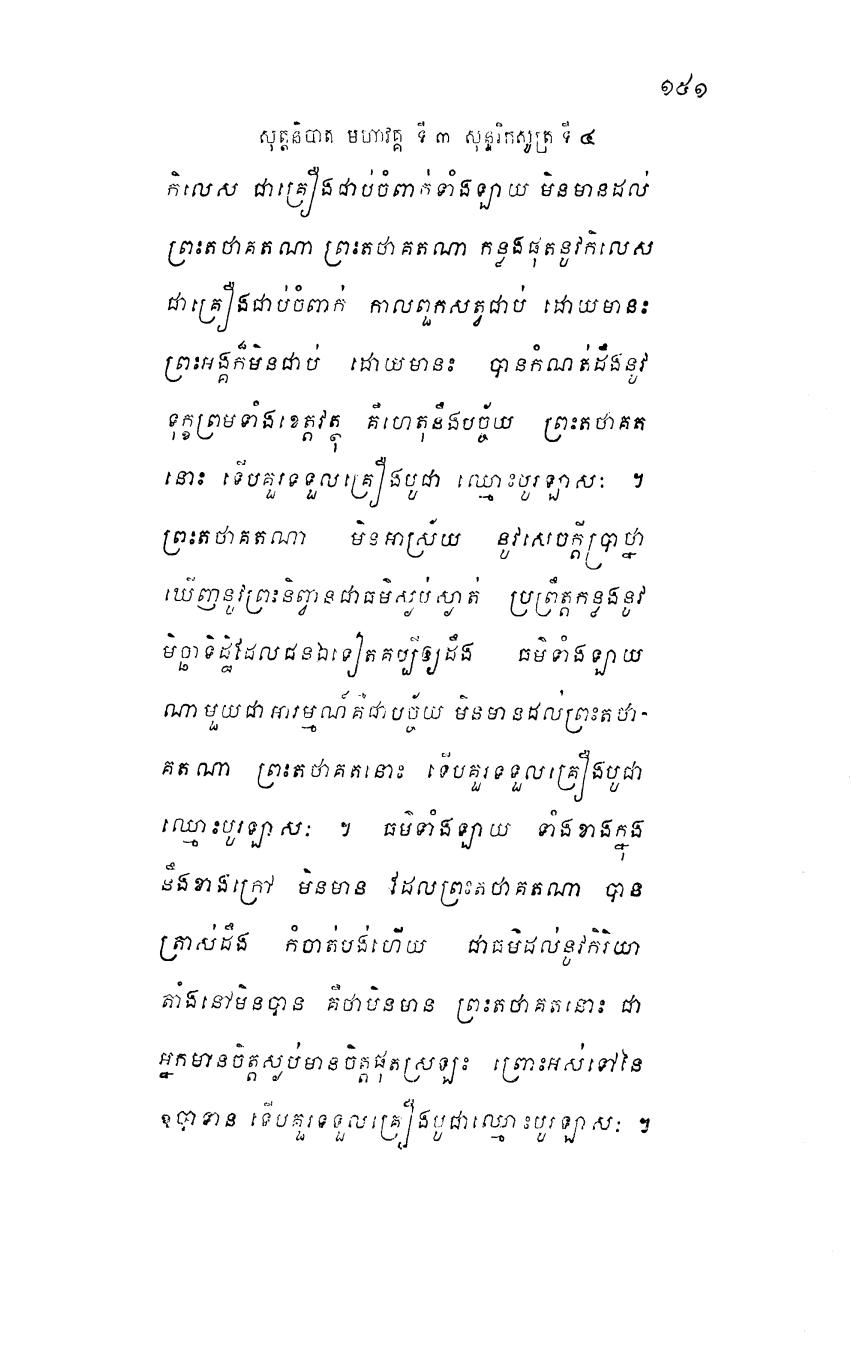 ១៥១
សុត្តនិបាត មហាវគ្គ ទី ៣ សុន្ទរិកសូត្រ ទី ៤
កិលេស ជាគ្រឿងជាប់ចំពាក់ទាំងឡាយ មិនមានដល់
ព្រះតថាគតណា ព្រះតថាគតណា កន្លងផុតនូវកិលេស
ជាគ្រឿងជាប់ចំពាក់ កាលពួកសត្វជាប់ ដោយមានះ
ព្រះអង្គក៏មិនជាប់ ដោយមានះ បានកំណត់ដឹងនូវ
ទុក្ខព្រមទាំងខេត្តវត្ថុ គឺហេតុនឹងបច្ច័យ ព្រះតថាគត
នោះ ទើបគួរទទួលគ្រឿងបូជា ឈ្មោះបូរឡាសៈ ។
ព្រះតថាគតណា មិនអាស្រ័យ នូវសេចក្តីប្រាថ្នា
ឃើញនូវព្រះនិព្វានជាធម៌ស្ងប់ស្ងាត់ ប្រព្រឹត្តកន្លងនូវ
មិច្ឆាទិដ្ឋិដែលជនឯទៀតគប្បីឲ្យដឹង ធម៌ទាំងឡាយ
ណាមួយជាអារម្មណ៍គឺជាបច្ច័យ មិនមានដល់ព្រះតថា-
គតណា ព្រះតថាគតនោះ ទើបគួរទទួលគ្រឿងបូជា
ឈ្មោះបូរឡាសៈ ។ ធម៌ទាំងឡាយ ទាំងខាងក្នុង
នឹងខាងក្រៅ មិនមាន ដែលព្រះតថាគតណា បាន
ត្រាស់ដឹង កំចាត់បង់ហើយ ជាធម៌ដល់នូវកិរិយា
តាំងនៅមិនបាន គឺថាមិនមាន ព្រះតថាគតនោះ ជា
អ្នកមានចិត្តស្ងប់មានចិត្តផុតស្រឡះ ព្រោះអស់ទៅនៃ
ឧបាទាន ទើបគួរទទួលគ្រឿងបូជាឈ្មោះបូរឡាសៈ ។